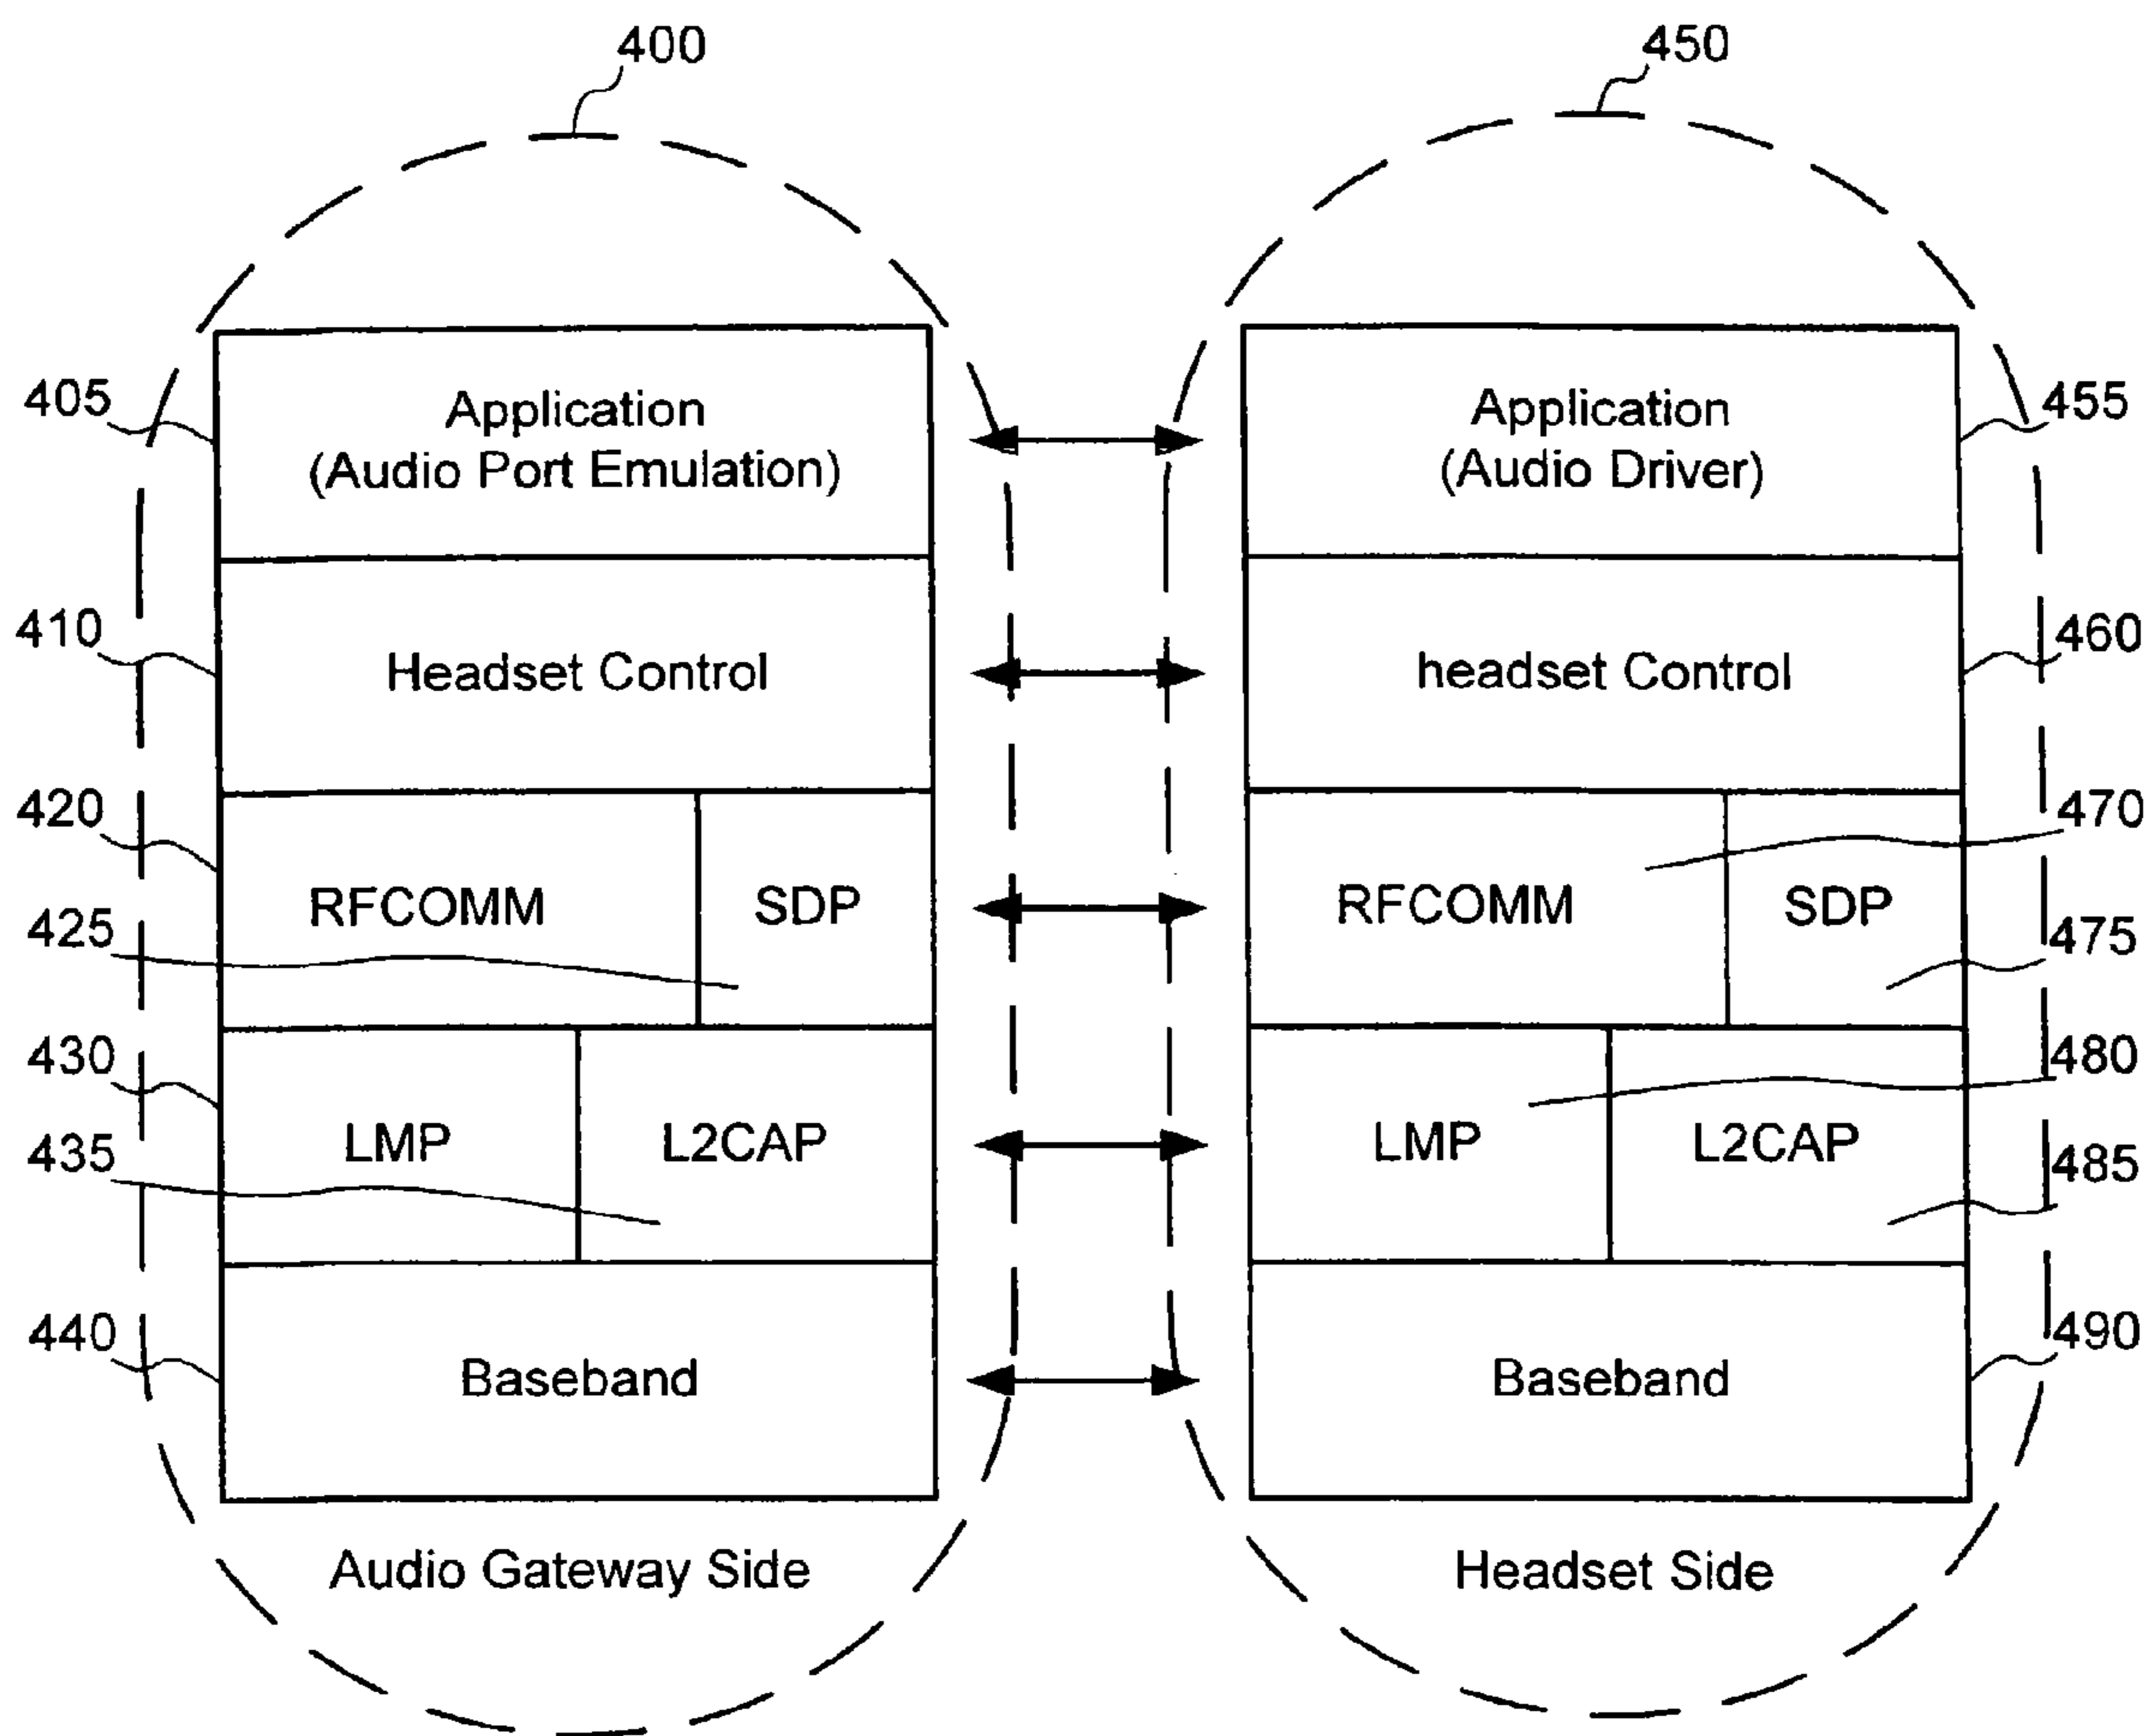 400
450
405
Application
(Audio Port Emulation)
Application
(Audio Driver)
455
410
Headset Control
headset Control
460
420
RFCOMM
SDP
425
RFCOMM
SDP
470
475
430
LMP
L2CAP
435
LMP
L2CAP
480
485
440
Baseband
Baseband
490
Audio Gateway Side
Headset Side